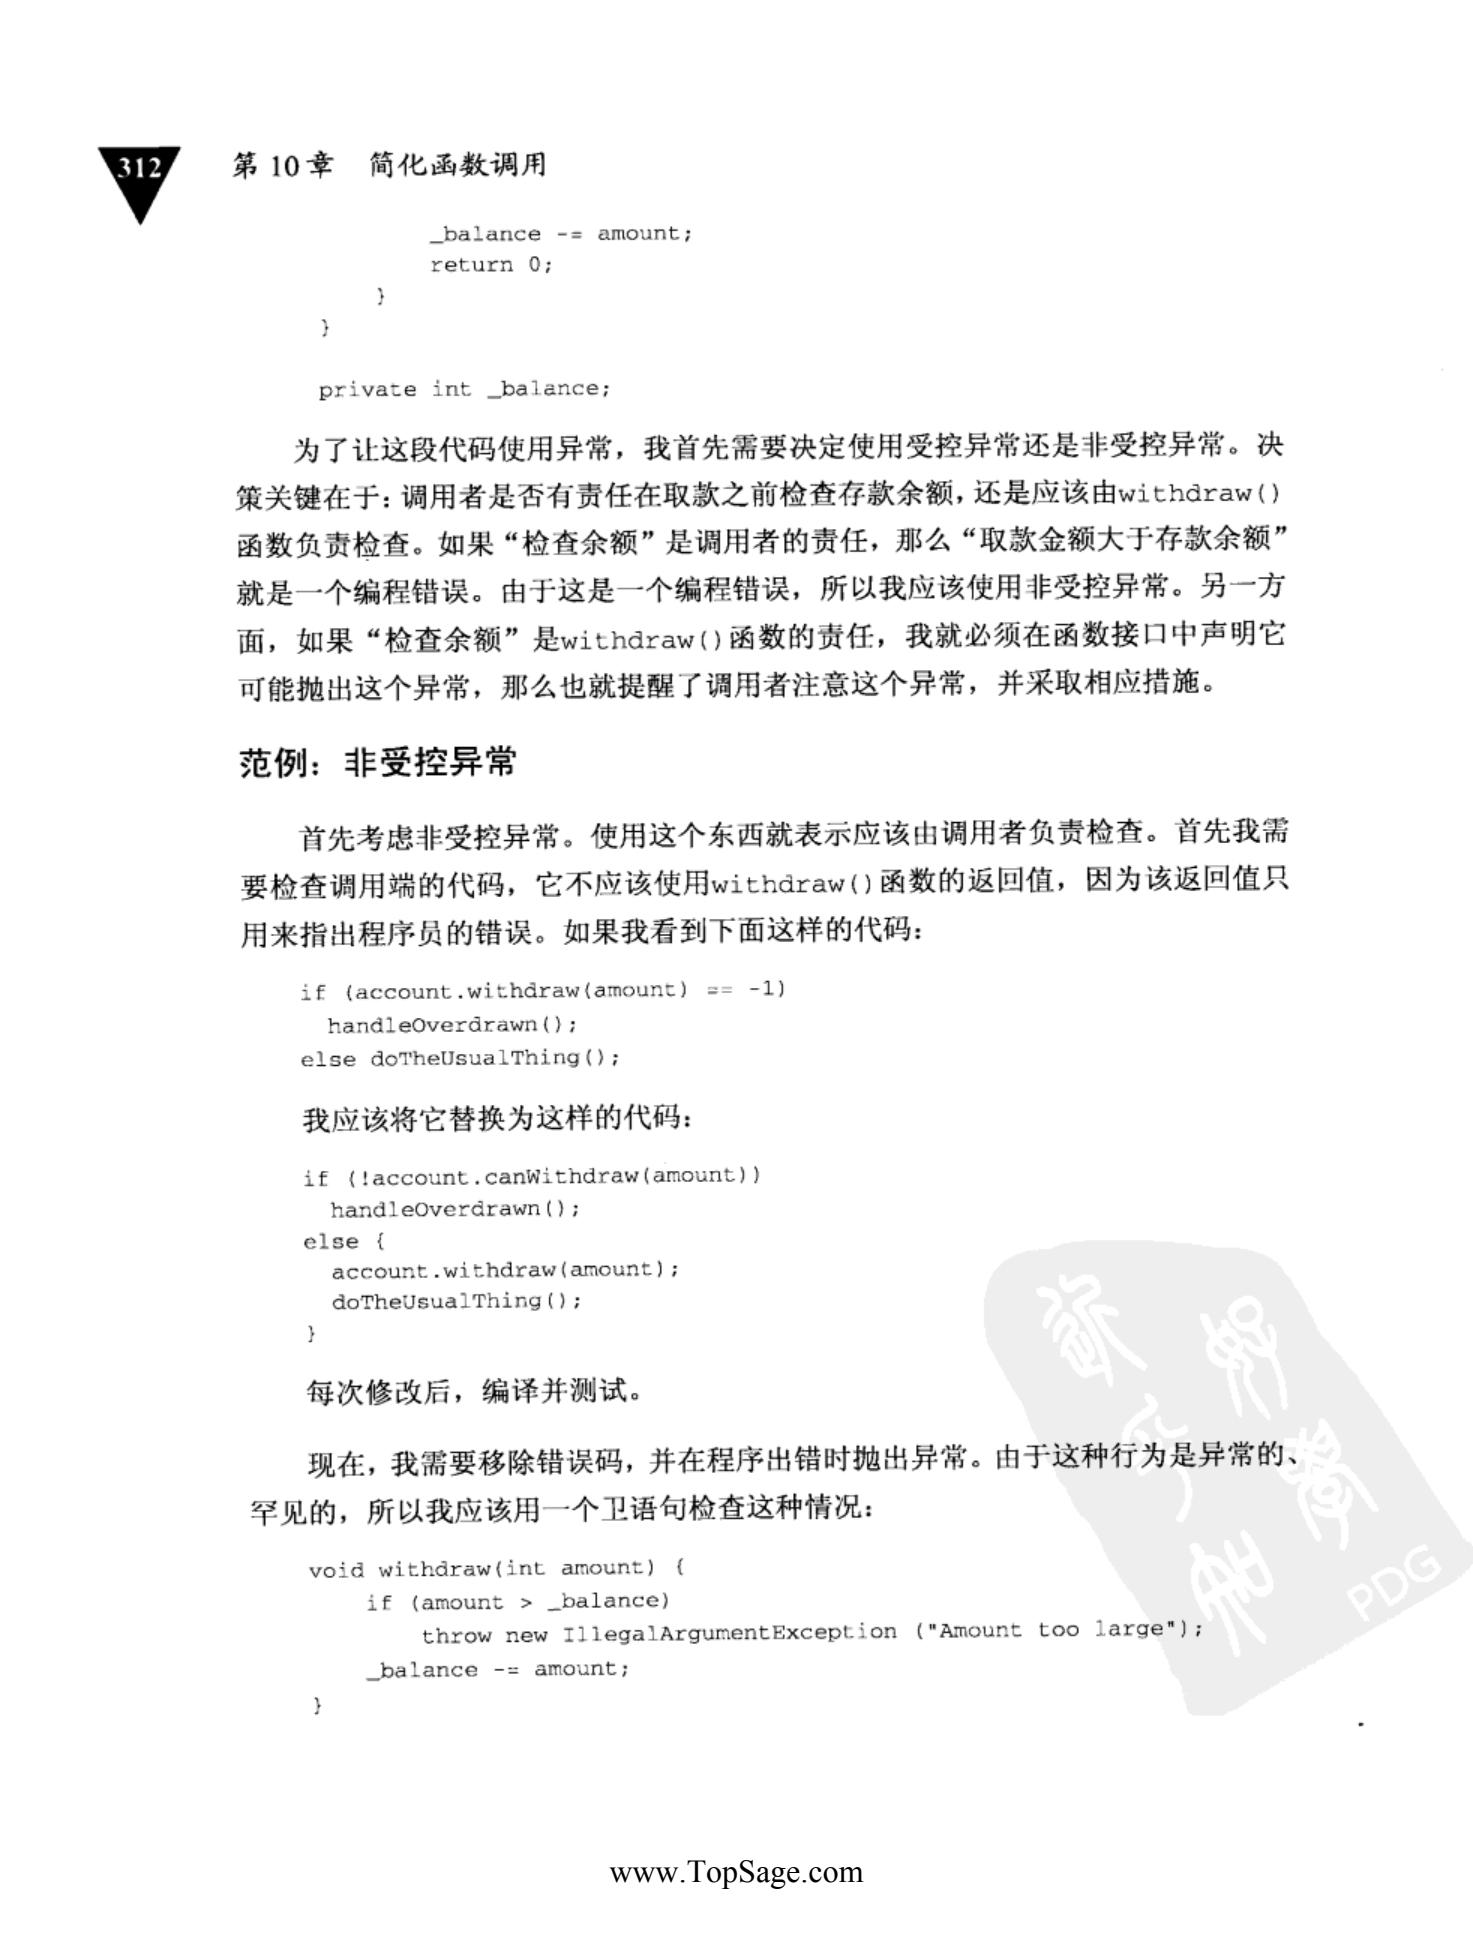 312
第 10 章 简化函数调用
_balance -= amount;
return 0;
}
}
private int _balance;
为了让这段代码使用异常，我首先需要决定使用受控异常还是非受控异常。决
策关键在于：调用者是否有责任在取款之前检查存款余额，还是应该由withdraw()
函数负责检查。如果“检查余额”是调用者的责任，那么“取款金额大于存款余额”
就是一个编程错误。由于这是一个编程错误，所以我应该使用非受控异常。另一方
面，如果“检查余额”是withdraw()函数的责任，我就必须在函数接口中声明它
可能抛出这个异常，那么也就提醒了调用者注意这个异常，并采取相应措施。
范例：非受控异常
首先考虑非受控异常。使用这个东西就表示应该由调用者负责检查。首先我需
要检查调用端的代码，它不应该使用withdraw()函数的返回值，因为该返回值只
用来指出程序员的错误。如果我看到下面这样的代码：
if (account.withdraw(amount) == -1)
handleOverdrawn();
else doTheUsualThing();
我应该将它替换为这样的代码：
if (!account.canWithdraw(amount))
handleOverdrawn();
else {
account.withdraw(amount);
doTheUsualThing();
}
每次修改后，编译并测试。
现在，我需要移除错误码，并在程序出错时抛出异常。由于这种行为是异常的、
罕见的，所以我应该用一个卫语句检查这种情况：
void withdraw(int amount) {
if (amount > _balance)
throw new IllegalArgumentException ("Amount too large");
_balance -= amount;
}
PDG
www.TopSage.com